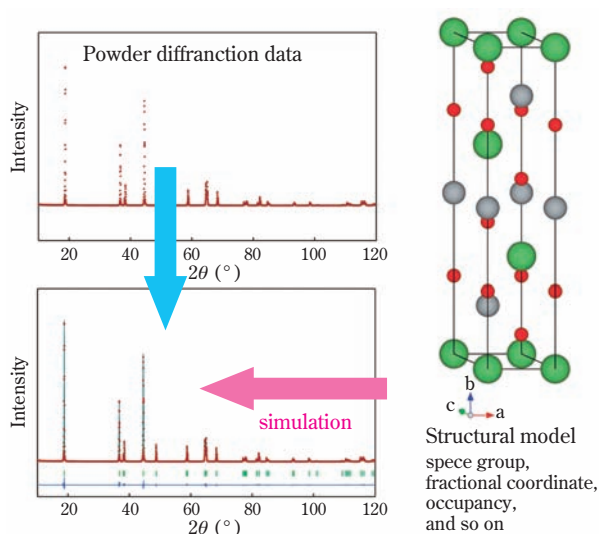 Powder diffranction data
Intensity
20 40 60 80 100 120
2θ (°)
Intensity
simulation
20 40 60 80 100 120
2θ (°)
b
c a
Structural model
spece group,
fractional coordinate,
occupancy,
and so on